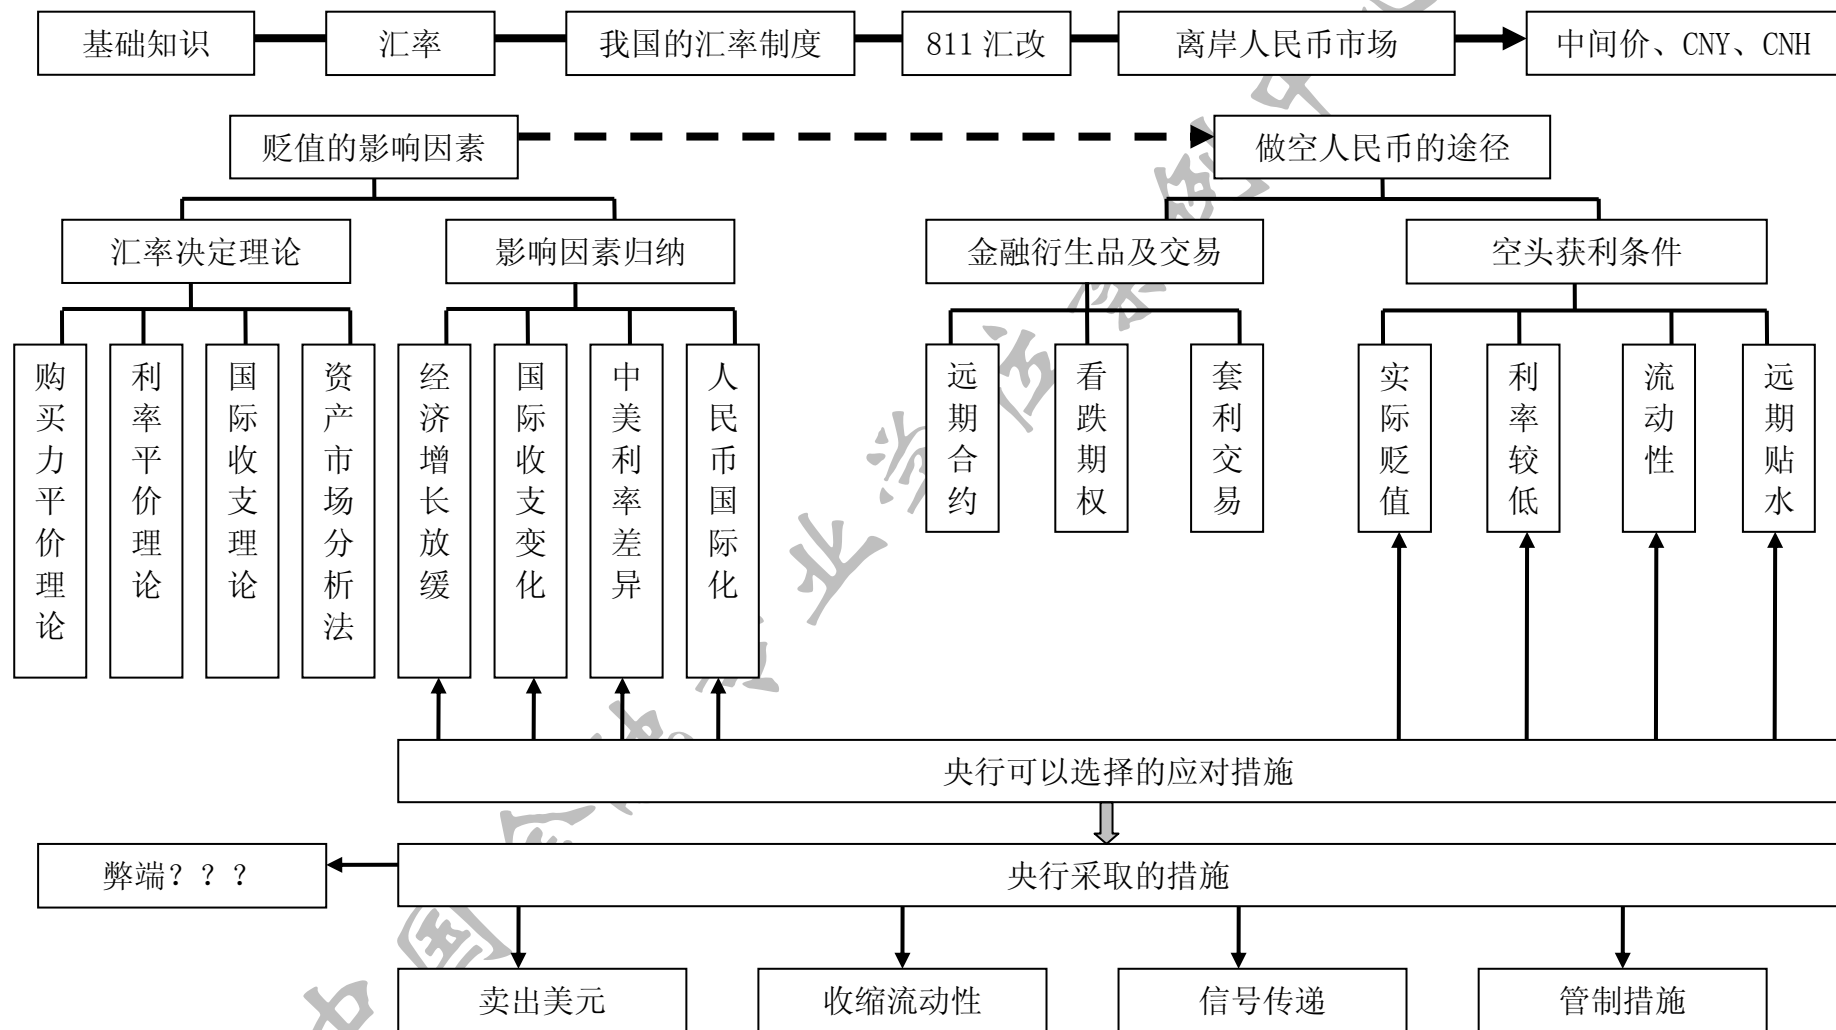 基础知识
汇率
我国的汇率制度
811 汇改
离岸人民币市场
中间价、CNY、CNH
贬值的影响因素
做空人民币的途径
汇率决定理论
影响因素归纳
金融衍生品及交易
空头获利条件
购买力平价理论
利率平价理论
国际收支理论
资产市场分析法
经济增长放缓
国际收支变化
中美利率差异
人民币国际化
远期合约
看跌期权
套利交易
实际贬值
利率较低
流动性
远期贴水
央行可以选择的应对措施
弊端？？？
央行采取的措施
卖出美元
收缩流动性
信号传递
管制措施